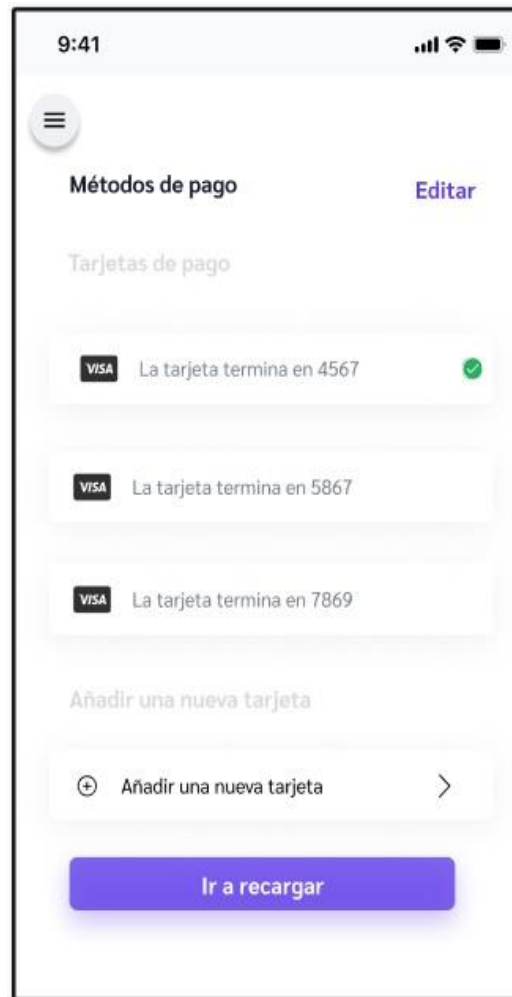 9:41
Métodos de pago
Editar
Tarjetas de pago
VISA La tarjeta termina en 4567
VISA La tarjeta termina en 5867
VISA La tarjeta termina en 7869
Añadir una nueva tarjeta
Añadir una nueva tarjeta
Ir a recargar